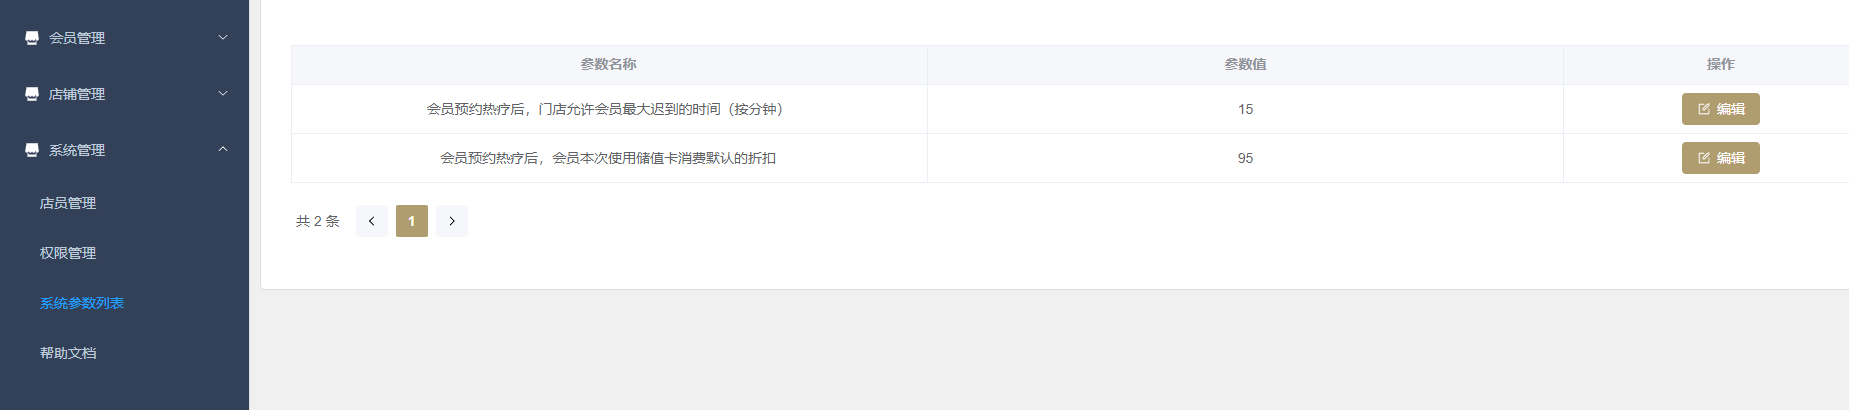 会员管理
店铺管理
系统管理
店员管理
权限管理
系统参数列表
帮助文档
参数名称 参数值 操作
会员预约热疗后，门店允许会员最大迟到的时间（按分钟） 15 编辑
会员预约热疗后，会员本次使用储值卡消费默认的折扣 95 编辑
共 2 条 1